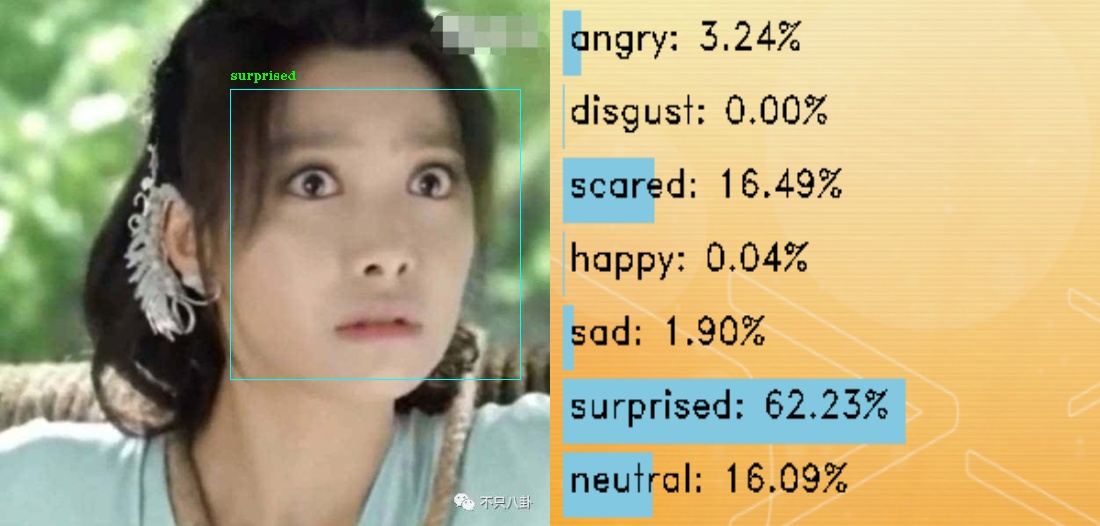 surprised
不只八卦
angry: 3.24%
disgust: 0.00%
scared: 16.49%
happy: 0.04%
sad: 1.90%
surprised: 62.23%
neutral: 16.09%